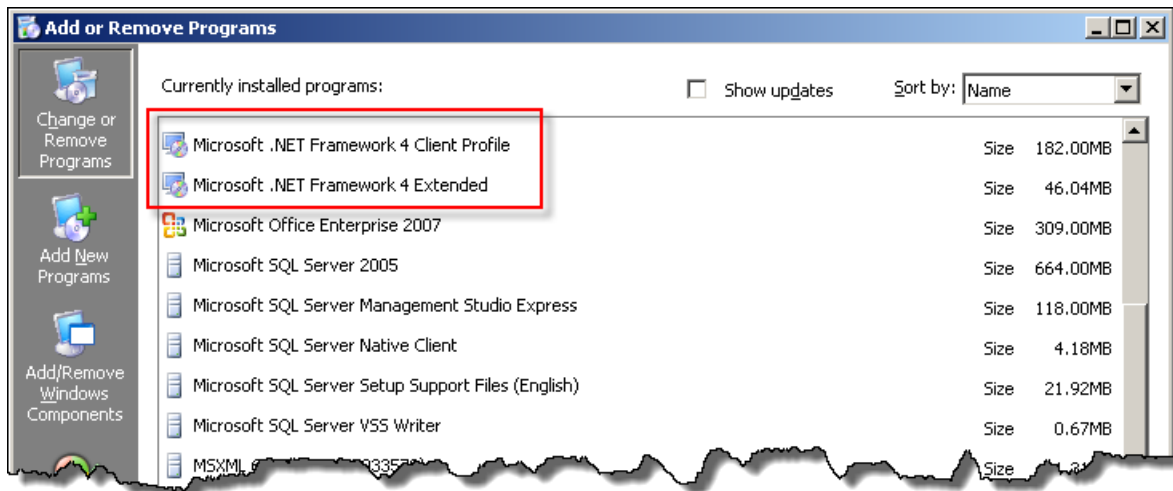 Add or Remove Programs
Change or
Remove
Programs
Add New
Programs
Add/Remove
Windows
Components
Currently installed programs:
Show updates
Sort by: Name
Microsoft .NET Framework 4 Client Profile Size 182.00MB
Microsoft .NET Framework 4 Extended Size 46.04MB
Microsoft Office Enterprise 2007 Size 309.00MB
Microsoft SQL Server 2005 Size 664.00MB
Microsoft SQL Server Management Studio Express Size 118.00MB
Microsoft SQL Server Native Client Size 4.18MB
Microsoft SQL Server Setup Support Files (English) Size 21.92MB
Microsoft SQL Server VSS Writer Size 0.67MB
MSXML Size